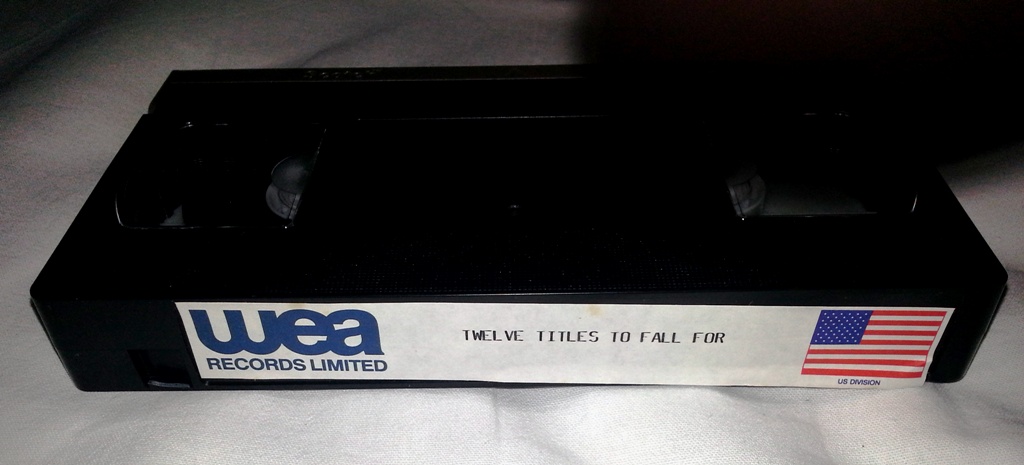 wea
RECORDS LIMITED
TWELVE TITLES TO FALL FOR
US DIVISION